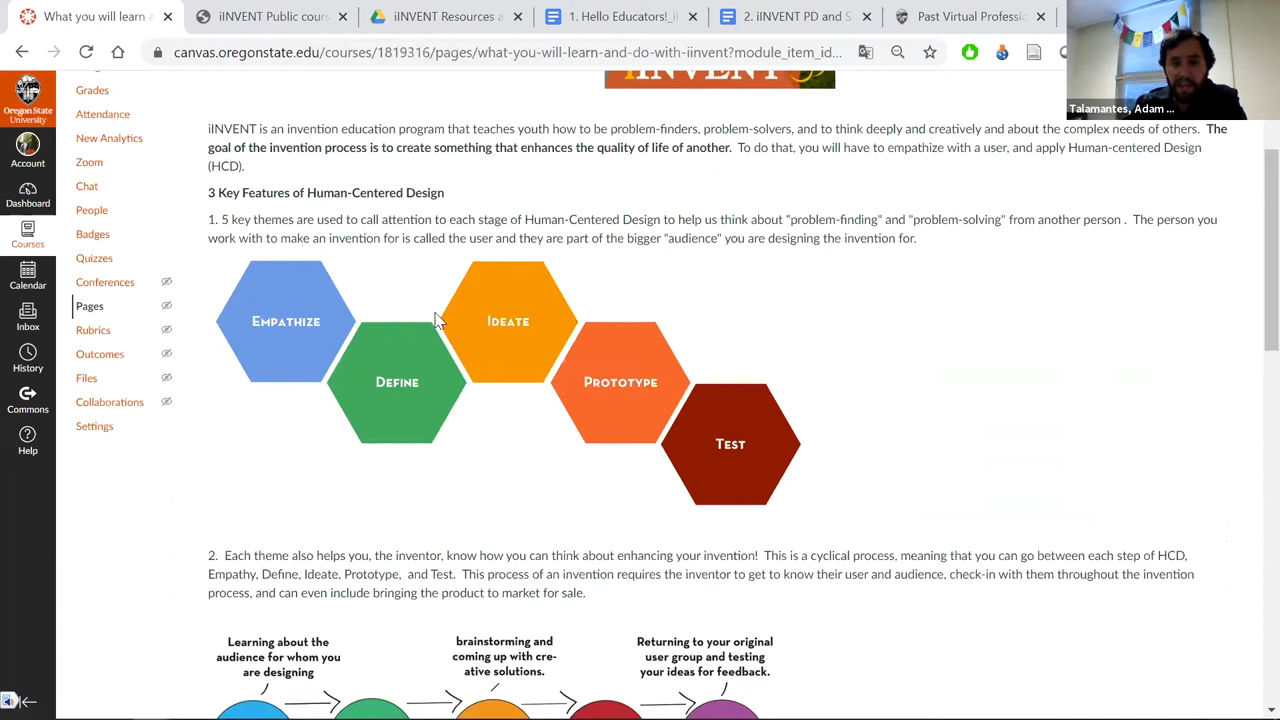 What you will learn a
iINVENT Public cours
iINVENT Resources a
1. Hello Educators!_il
2. iINVENT PD and S
Past Virtual Professio
canvas.oregonstate.edu/courses/1819316/pages/what-you-will-learn-and-do-with-iinvent?module_item_id...
Talamantes, Adam ...
Oregon State
University
Account
Dashboard
Courses
Calendar
Inbox
History
Commons
Help
Grades
Attendance
New Analytics
Zoom
Chat
People
Badges
Quizzes
Conferences
Pages
Rubrics
Outcomes
Files
Collaborations
Settings
iINVENT
iINVENT is an invention education program that teaches youth how to be problem-finders, problem-solvers, and to think deeply and creatively and about the complex needs of others. The
goal of the invention process is to create something that enhances the quality of life of another. To do that, you will have to empathize with a user, and apply Human-centered Design
(HCD).
3 Key Features of Human-Centered Design
1. 5 key themes are used to call attention to each stage of Human-Centered Design to help us think about "problem-finding" and "problem-solving" from another person . The person you
work with to make an invention for is called the user and they are part of the bigger "audience" you are designing the invention for.
EMPATHIZE
DEFINE
IDEATE
PROTOTYPE
TEST
2. Each theme also helps you, the inventor, know how you can think about enhancing your invention! This is a cyclical process, meaning that you can go between each step of HCD,
Empathy, Define, Ideate, Prototype, and Test. This process of an invention requires the inventor to get to know their user and audience, check-in with them throughout the invention
process, and can even include bringing the product to market for sale.
Learning about the
audience for whom you
are designing
brainstorming and
coming up with cre-
ative solutions.
Returning to your original
user group and testing
your ideas for feedback.